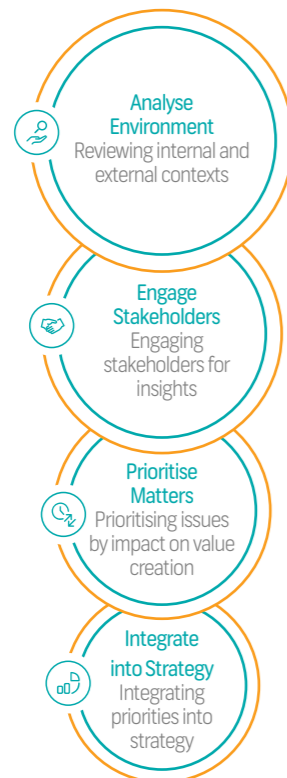 Analyse
Environment
Reviewing internal and
external contexts
Engage
Stakeholders
Engaging
stakeholders for
insights
Prioritise
Matters
Prioritising issues
by impact on value
creation
Integrate
into Strategy
Integrating
priorities into
strategy